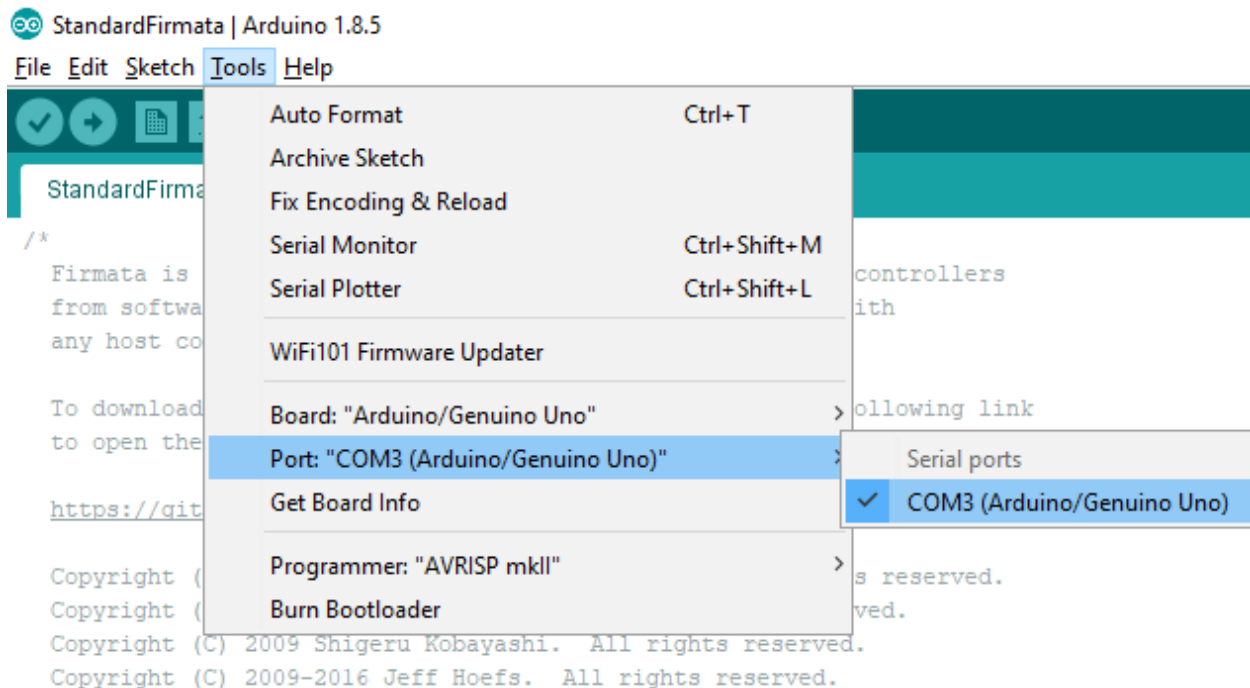 StandardFirmata | Arduino 1.8.5
File Edit Sketch Tools Help
Auto Format Ctrl+T
Archive Sketch
StandardFirma
Fix Encoding & Reload
/*
Serial Monitor Ctrl+Shift+M
Firmata is controllers
Serial Plotter Ctrl+Shift+L
from softwa ith
any host co
WiFi101 Firmware Updater
To download ollowing link
Board: "Arduino/Genuino Uno"
to open the
Port: "COM3 (Arduino/Genuino Uno)"
Serial ports
Get Board Info
COM3 (Arduino/Genuino Uno)
https://git
Programmer: "AVRISP mkII"
Copyright ( s reserved.
Burn Bootloader
Copyright ( ved.
Copyright (C) 2009 Shigeru Kobayashi.  All rights reserved.
Copyright (C) 2009-2016 Jeff Hoefs.  All rights reserved.